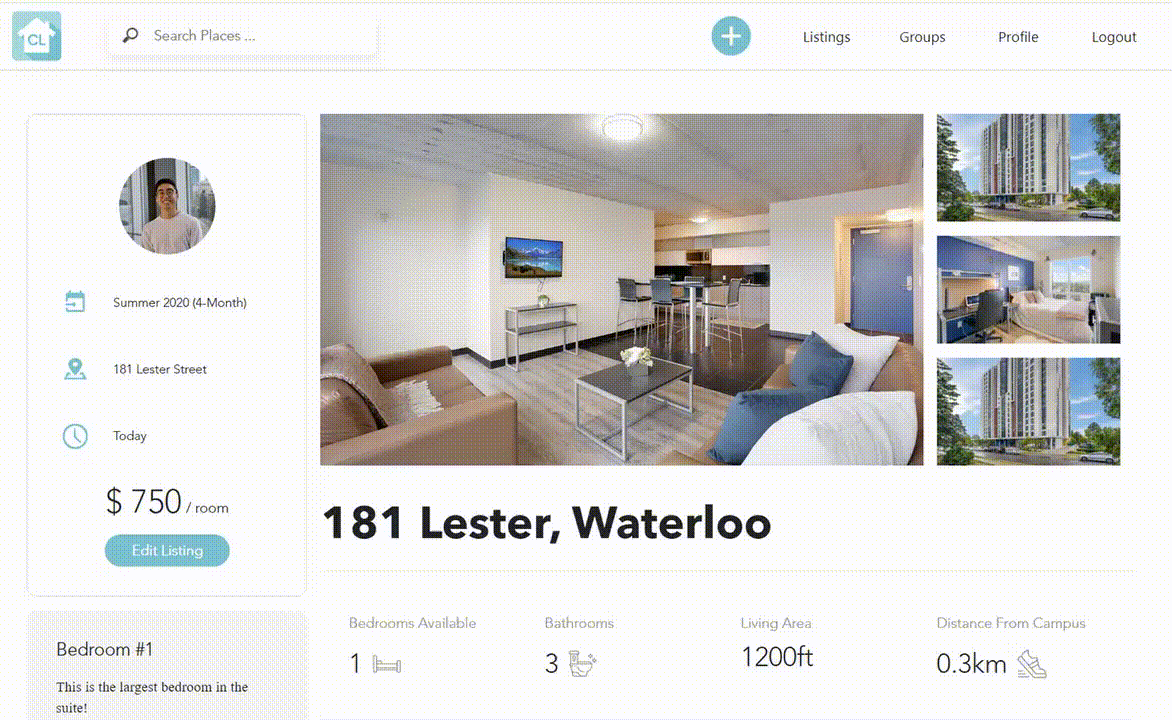 CL
Search Places ...
Listings
Groups
Profile
Logout
Summer 2020 (4-Month)
181 Lester Street
Today
$ 750 / room
Edit Listing
Bedroom #1
This is the largest bedroom in the
suite!
181 Lester, Waterloo
Bedrooms Available
1
Bathrooms
3
Living Area
1200ft
Distance From Campus
0.3km